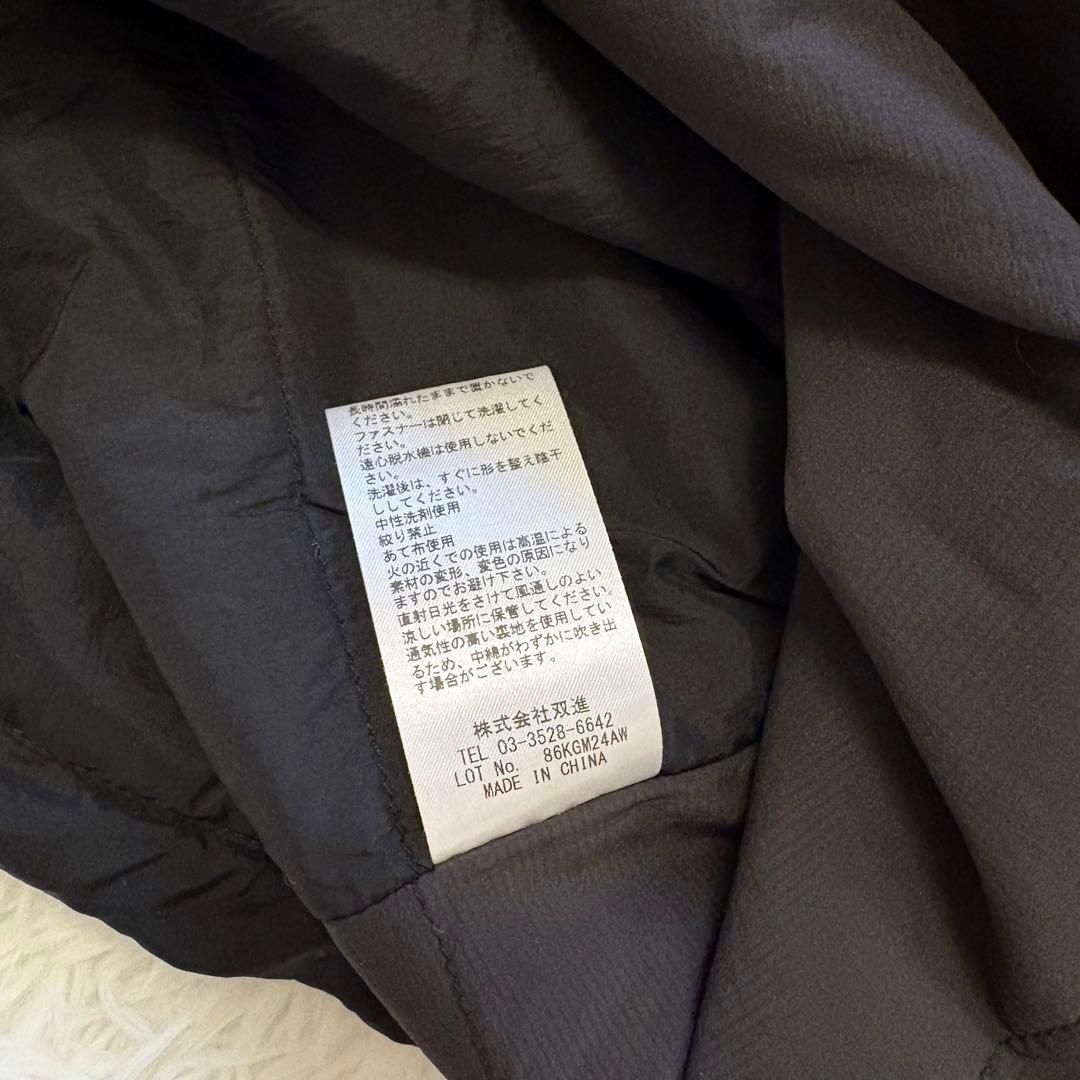 長時間濡れたままで置かないで
ください。
ファスナーは閉じて洗濯してく
ださい。
遠心脱水機は使用しないでくだ
さい。
洗濯後は、すぐに形を整え陰干
ししてください。
中性洗剤使用
絞り禁止
あて布使用
火の近くでの使用は高温による
素材の変形、変色の原因になり
ますのでお避け下さい。
直射日光をさけて風通しのよい
涼しい場所に保管してください。
通気性の高い裏地を使用してい
るため、中綿がわずかに吹き出
す場合がございます。
株式会社双進
TEL 03-3528-6642
LOT No. 86KGM24AW
MADE IN CHINA